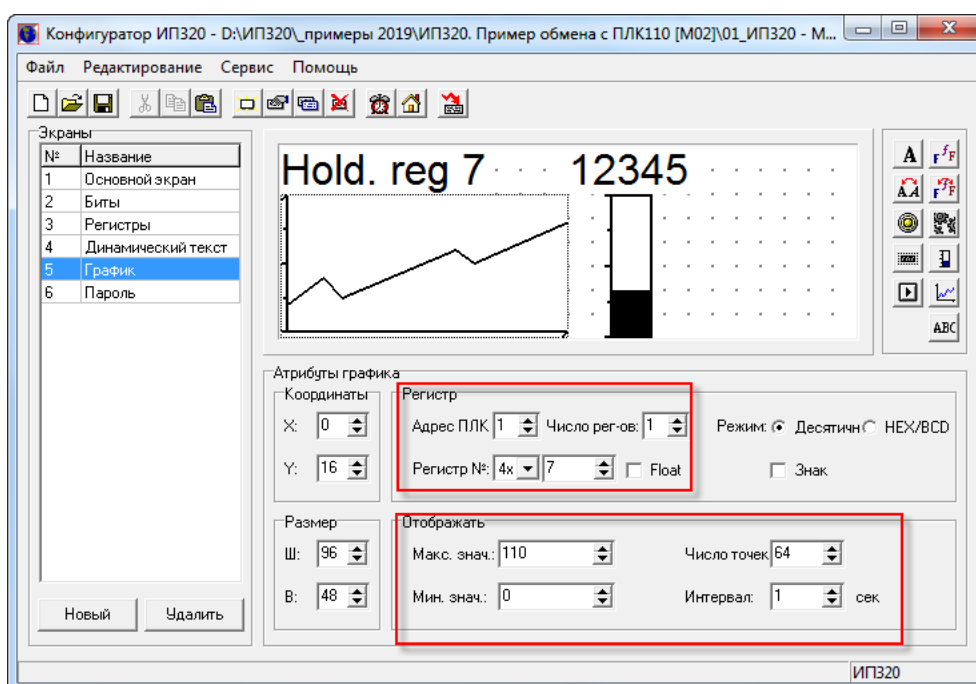 Конфигуратор ИП320 - D:\ИП320\_примеры 2019\ИП320. Пример обмена с ПЛК110 [М02]\01_ИП320 - М...
Файл Редактирование Сервис Помощь
Экраны
№ Название
1 Основной экран
2 Биты
3 Регистры
4 Динамический текст
5 График
6 Пароль
Новый Удалить
Hold. reg 7 12345
A FfF
A.A FfF
ABC
Атрибуты графика
Координаты
X: 0
Y: 16
Регистр
Адрес ПЛК 1 Число рег-ов: 1 Режим: Десятичн HEX/BCD
Регистр №: 4x 7 Float Знак
Размер
Ш: 96
В: 48
Отображать
Макс. знач.: 110 Число точек 64
Мин. знач.: 0 Интервал: 1 сек
ИП320